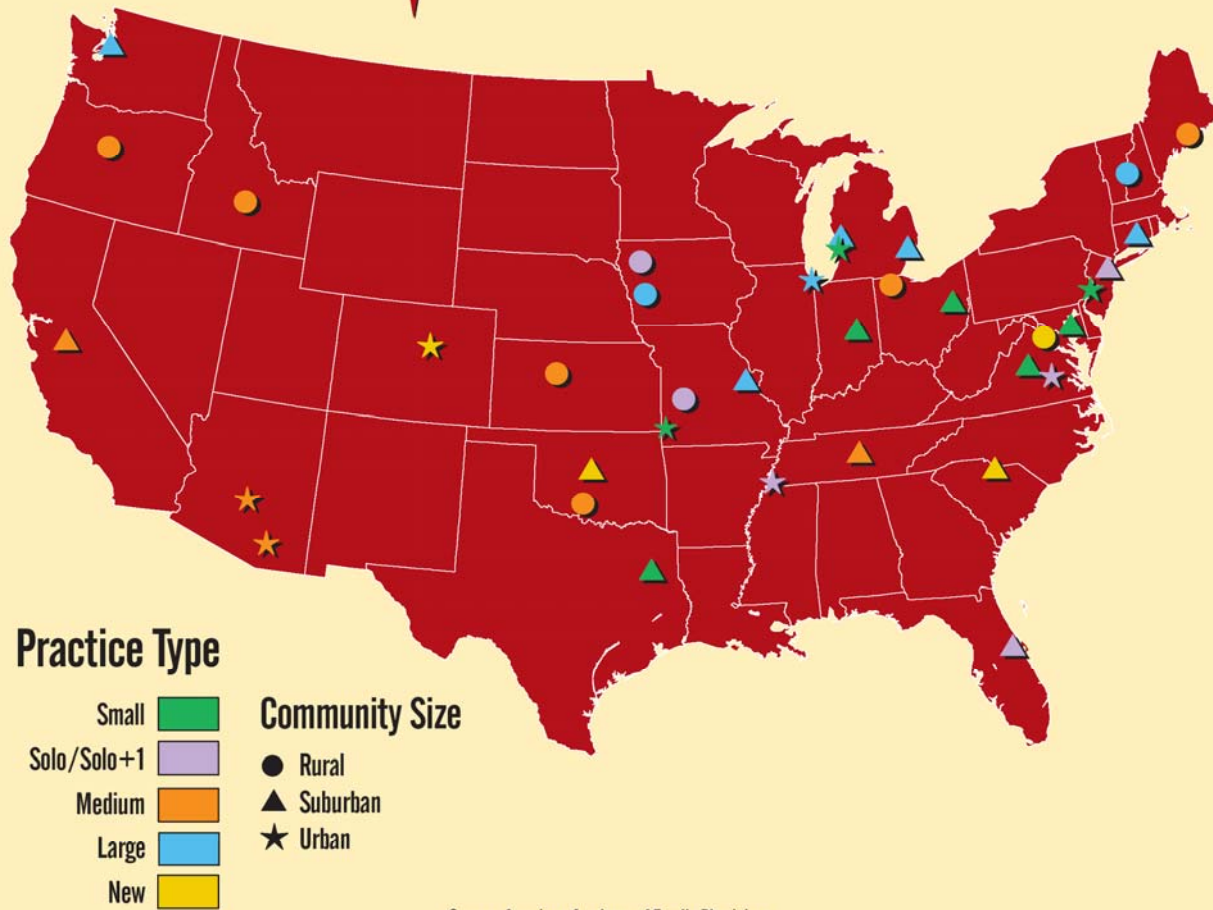 Practice Type
Small
Solo/Solo+1
Medium
Large
New
Community Size
Rural
Suburban
Urban